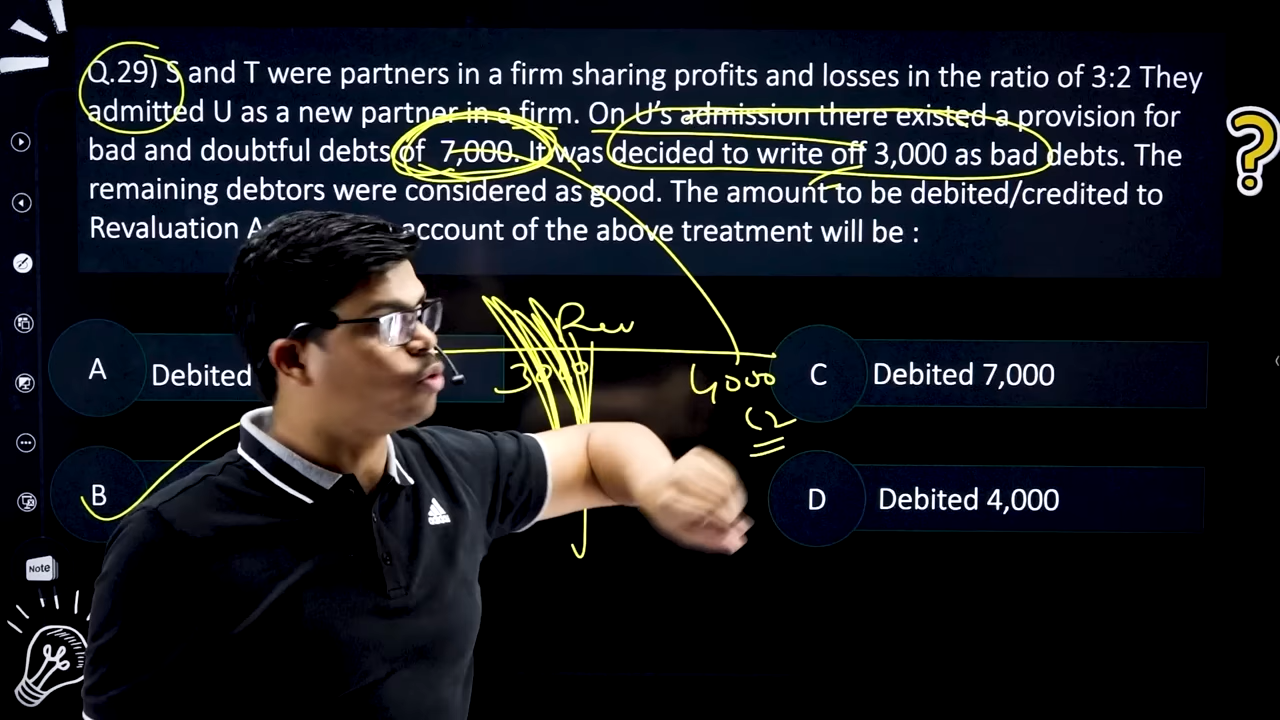 Q.29) S and T were partners in a firm sharing profits and losses in the ratio of 3:2 They
admitted U as a new partner in a firm. On U's admission there existed a provision for
bad and doubtful debts of 7,000. It was decided to write off 3,000 as bad debts. The
remaining debtors were considered as good. The amount to be debited/credited to
Revaluation account of the above treatment will be :
Rev
A Debited
3000
4000
C Debited 7,000
B
D Debited 4,000
Note